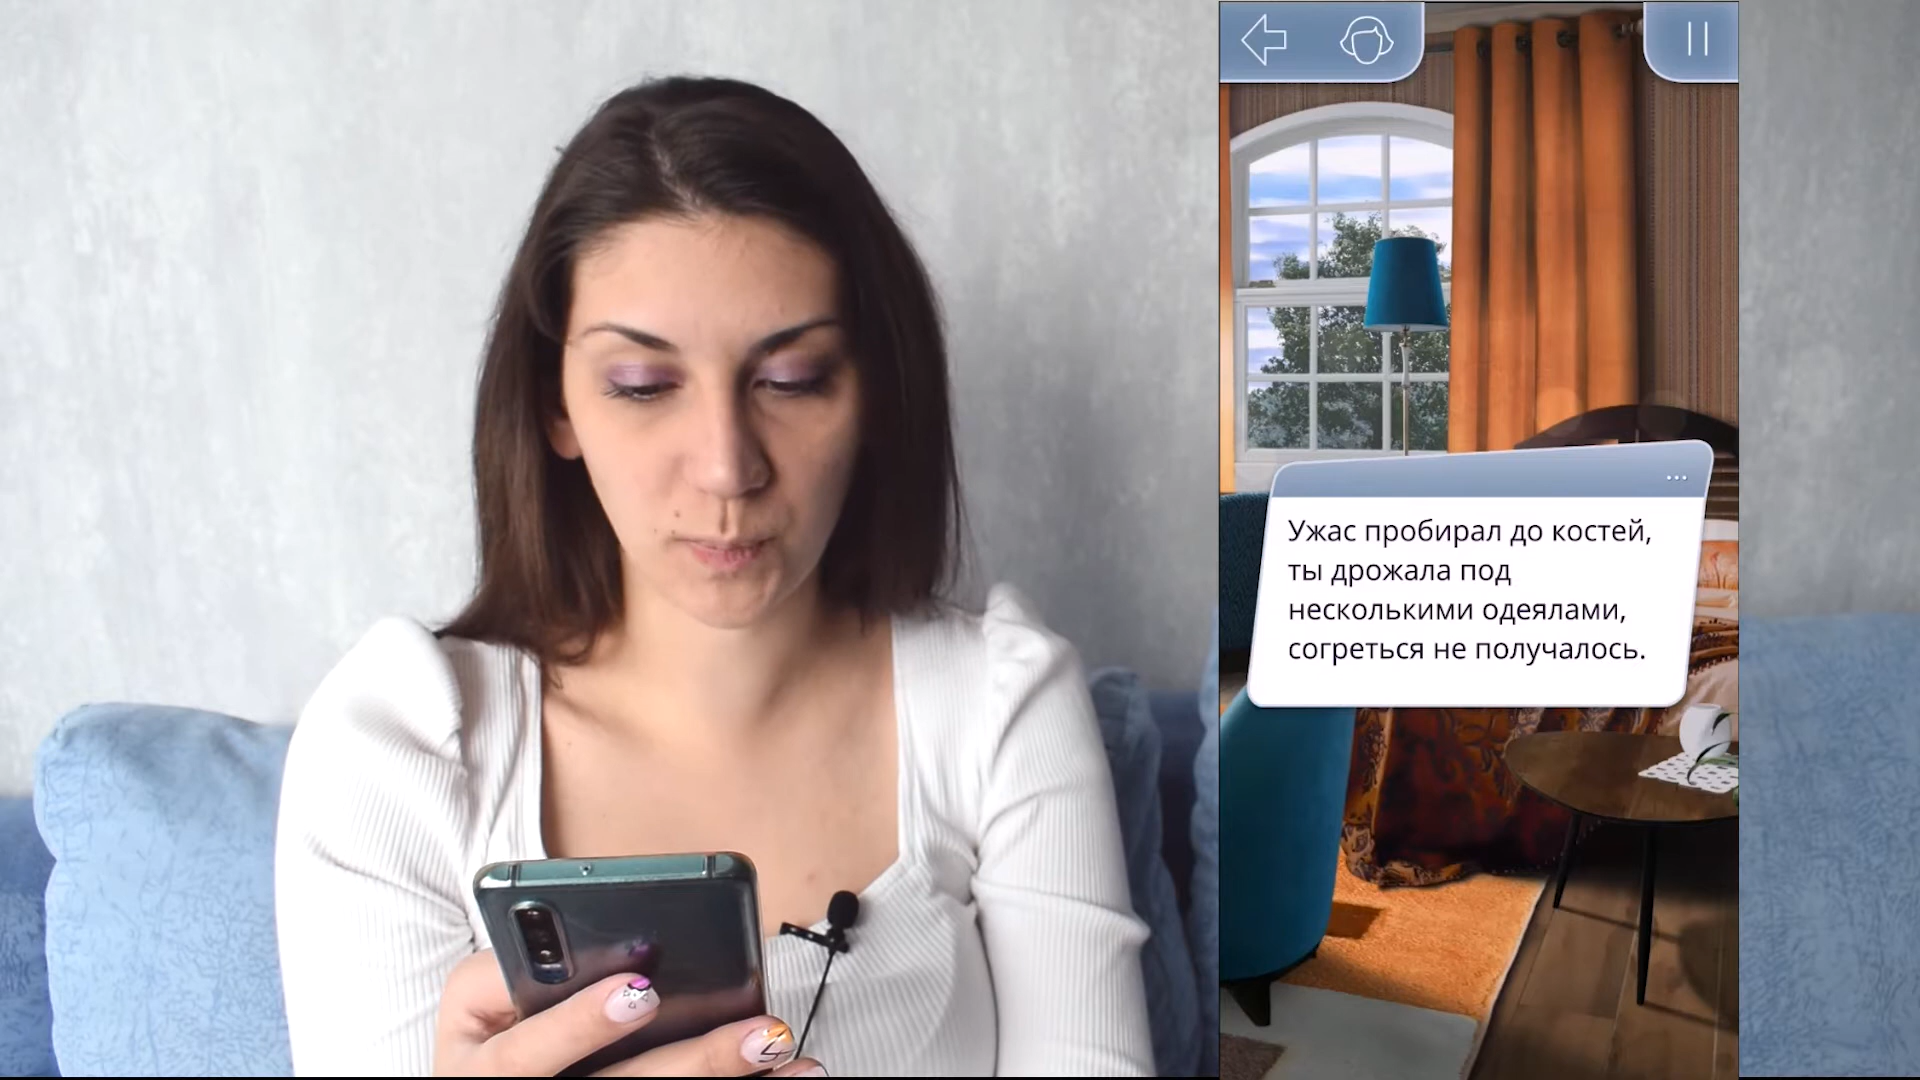 Ужас пробирал до костей,
ты дрожала под
несколькими одеялами,
согреться не получалось.